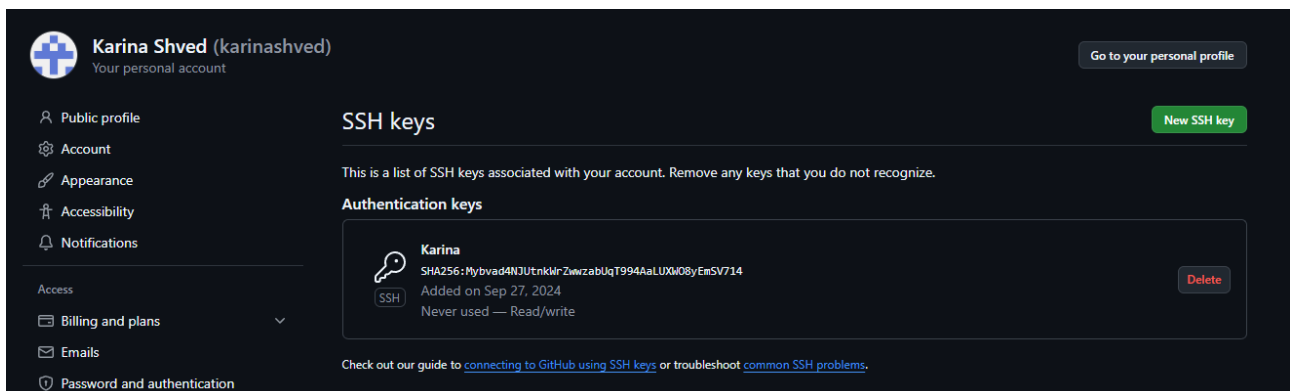 Karina Shved (karinashved)
Your personal account
Go to your personal profile
Public profile
Account
Appearance
Accessibility
Notifications
Access
Billing and plans
Emails
Password and authentication
SSH keys
New SSH key
This is a list of SSH keys associated with your account. Remove any keys that you do not recognize.
Authentication keys
Karina
SHA256:Mybvad4NJUtnkWrZwwzabUqT994AaLUXWO8yEmSV714
SSH
Added on Sep 27, 2024
Never used — Read/write
Delete
Check out our guide to connecting to GitHub using SSH keys or troubleshoot common SSH problems.